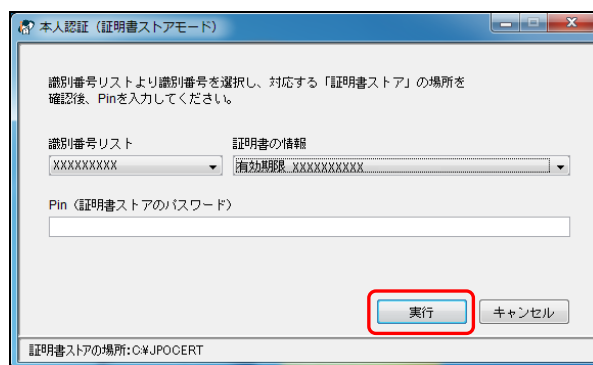 本人認証（証明書ストアモード）
識別番号リストより識別番号を選択し、対応する「証明書ストア」の場所を
確認後、Pinを入力してください。
識別番号リスト 証明書の情報
XXXXXXXXX 有効期限 XXXXXXXXXX
Pin（証明書ストアのパスワード）
実行 キャンセル
証明書ストアの場所:C:¥JPOCERT